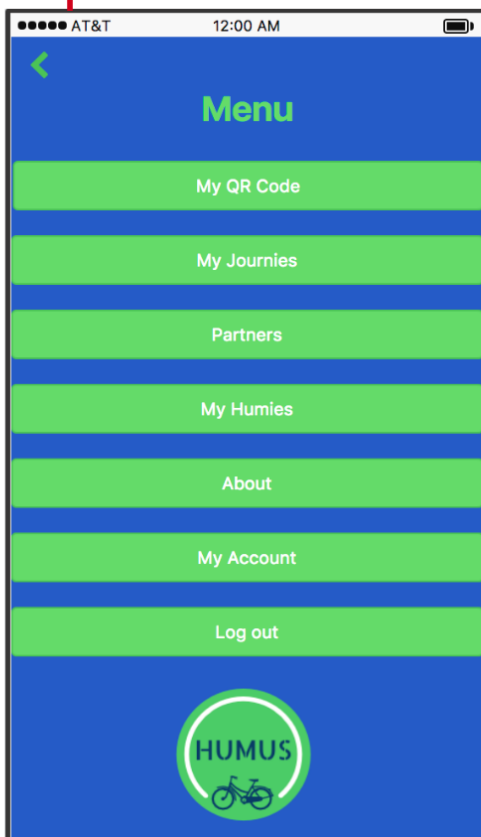 AT&T 12:00 AM
Menu
My QR Code
My Journies
Partners
My Humies
About
My Account
Log out
HUMUS